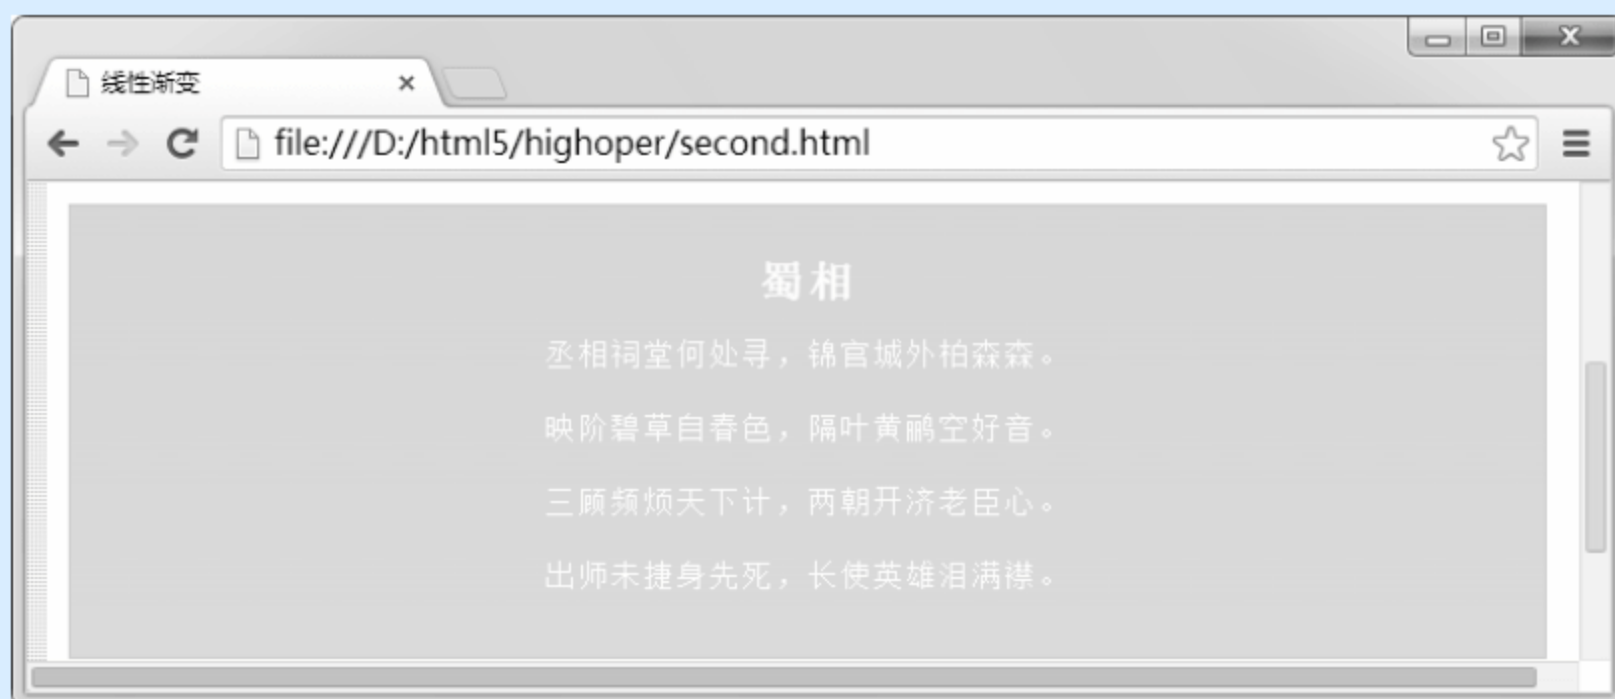 线性渐变
file:///D:/html5/highoper/second.html
蜀相
丞相祠堂何处寻，锦官城外柏森森。
映阶碧草自春色，隔叶黄鹂空好音。
三顾频烦天下计，两朝开济老臣心。
出师未捷身先死，长使英雄泪满襟。